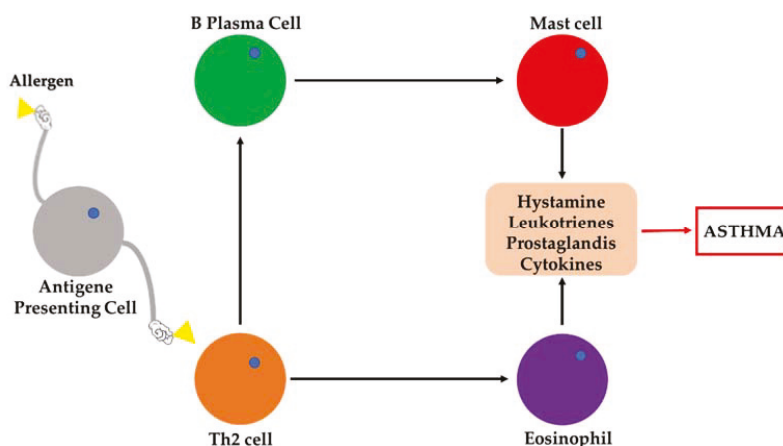 B Plasma Cell
Mast cell
Allergen
Hystamine
Leukotrienes
Prostaglandis
Cytokines
ASTHMA
Antigene
Presenting Cell
Th2 cell
Eosinophil